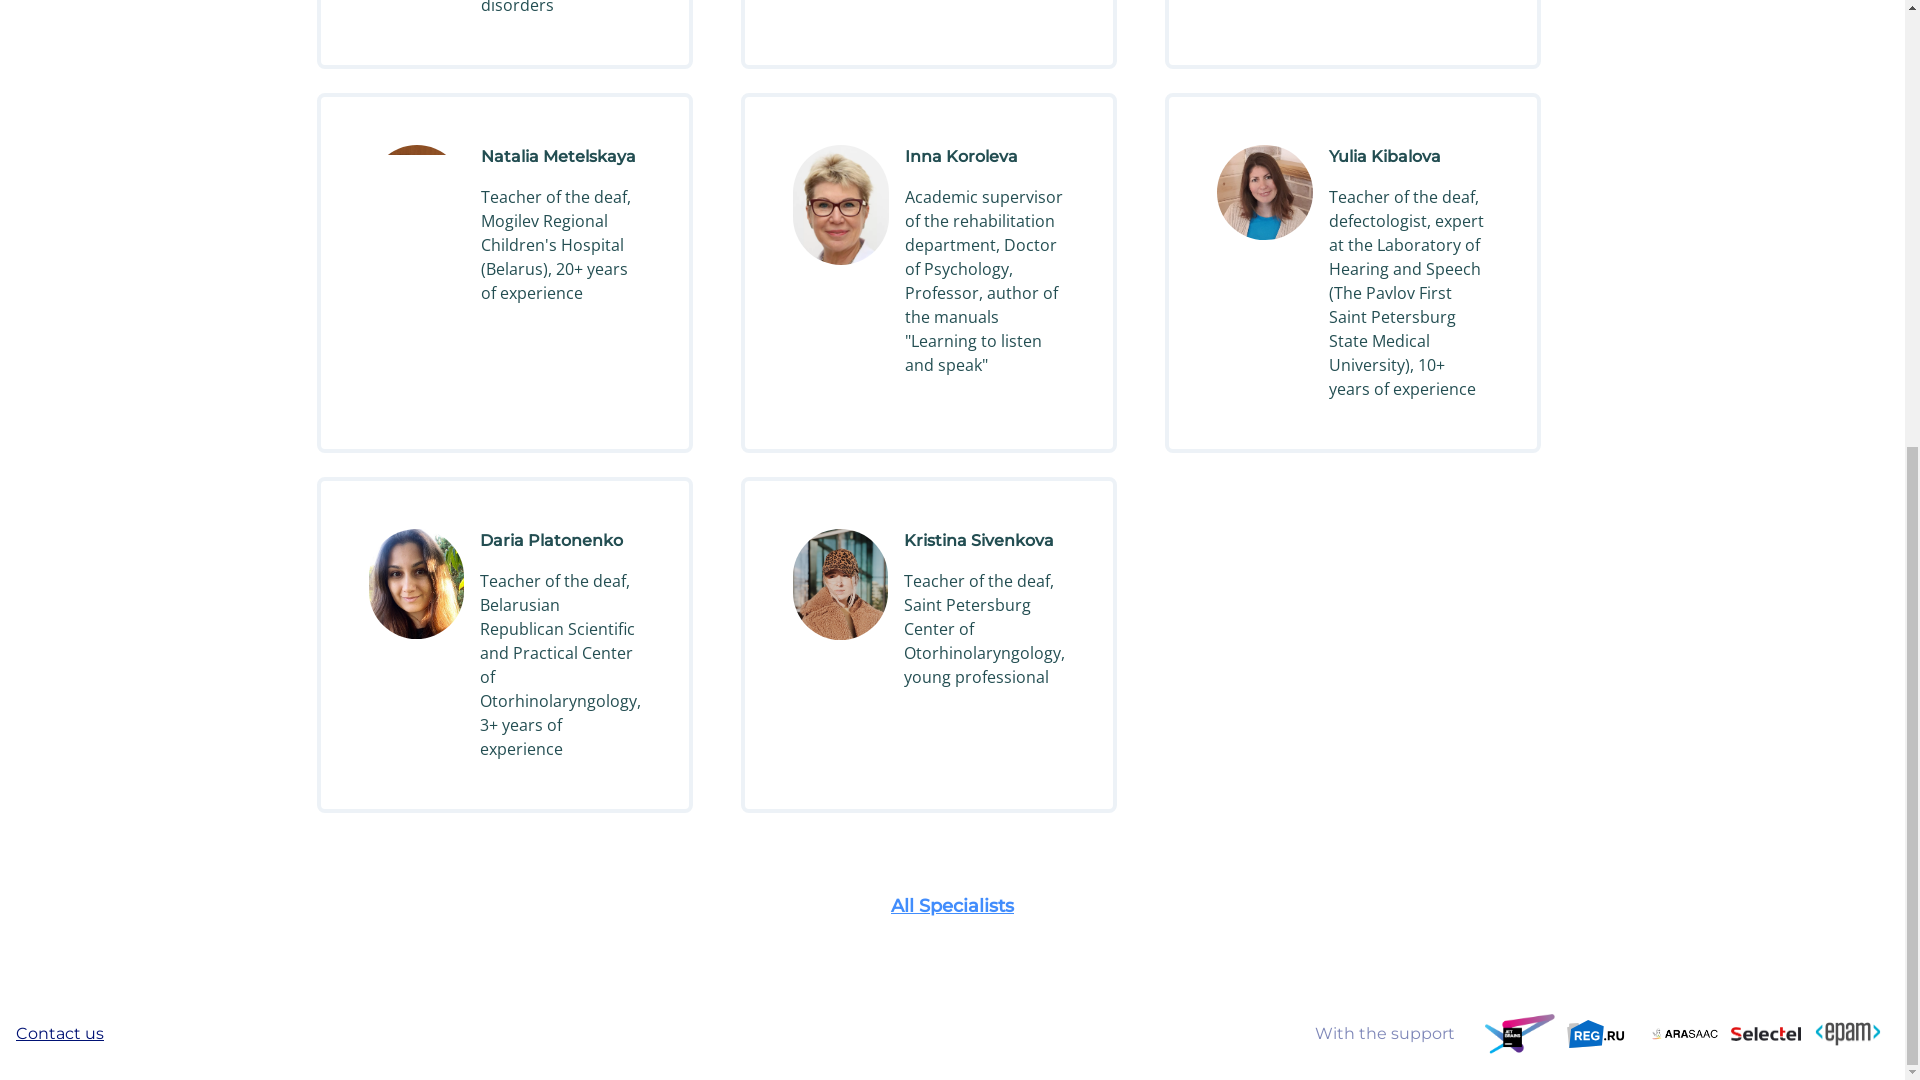 disorders
Natalia Metelskaya
Teacher of the deaf,
Mogilev Regional
Children's Hospital
(Belarus), 20+ years
of experience
Inna Koroleva
Academic supervisor
of the rehabilitation
department, Doctor
of Psychology,
Professor, author of
the manuals
"Learning to listen
and speak"
Yulia Kibalova
Teacher of the deaf,
defectologist, expert
at the Laboratory of
Hearing and Speech
(The Pavlov First
Saint Petersburg
State Medical
University), 10+
years of experience
Daria Platonenko
Teacher of the deaf,
Belarusian
Republican Scientific
and Practical Center
of
Otorhinolaryngology,
3+ years of
experience
Kristina Sivenkova
Teacher of the deaf,
Saint Petersburg
Center of
Otorhinolaryngology,
young professional
All Specialists
Contact us
With the support
JET
BRAINS
REG.RU
ARASAAC
Selectel
<epam>